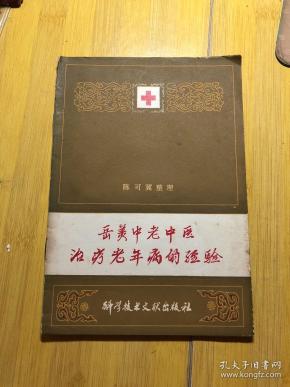 陈可冀整理
岳美中老中医
治疗老年病的经验
科学技术文献出版社
孔夫子旧书网